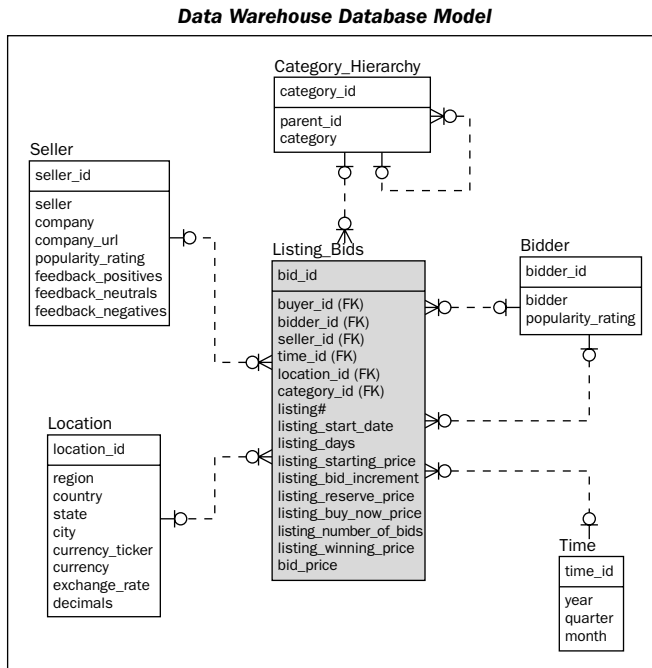 Data Warehouse Database Model
Category_Hierarchy
category_id
parent_id
category
Seller
seller_id
seller
company
company_url
popularity_rating
feedback_positives
feedback_neutrals
feedback_negatives
Listing_Bids
bid_id
buyer_id (FK)
bidder_id (FK)
seller_id (FK)
time_id (FK)
location_id (FK)
category_id (FK)
listing#
listing_start_date
listing_days
listing_starting_price
listing_bid_increment
listing_reserve_price
listing_buy_now_price
listing_number_of_bids
listing_winning_price
bid_price
Bidder
bidder_id
bidder
popularity_rating
Location
location_id
region
country
state
city
currency_ticker
currency
exchange_rate
decimals
Time
time_id
year
quarter
month